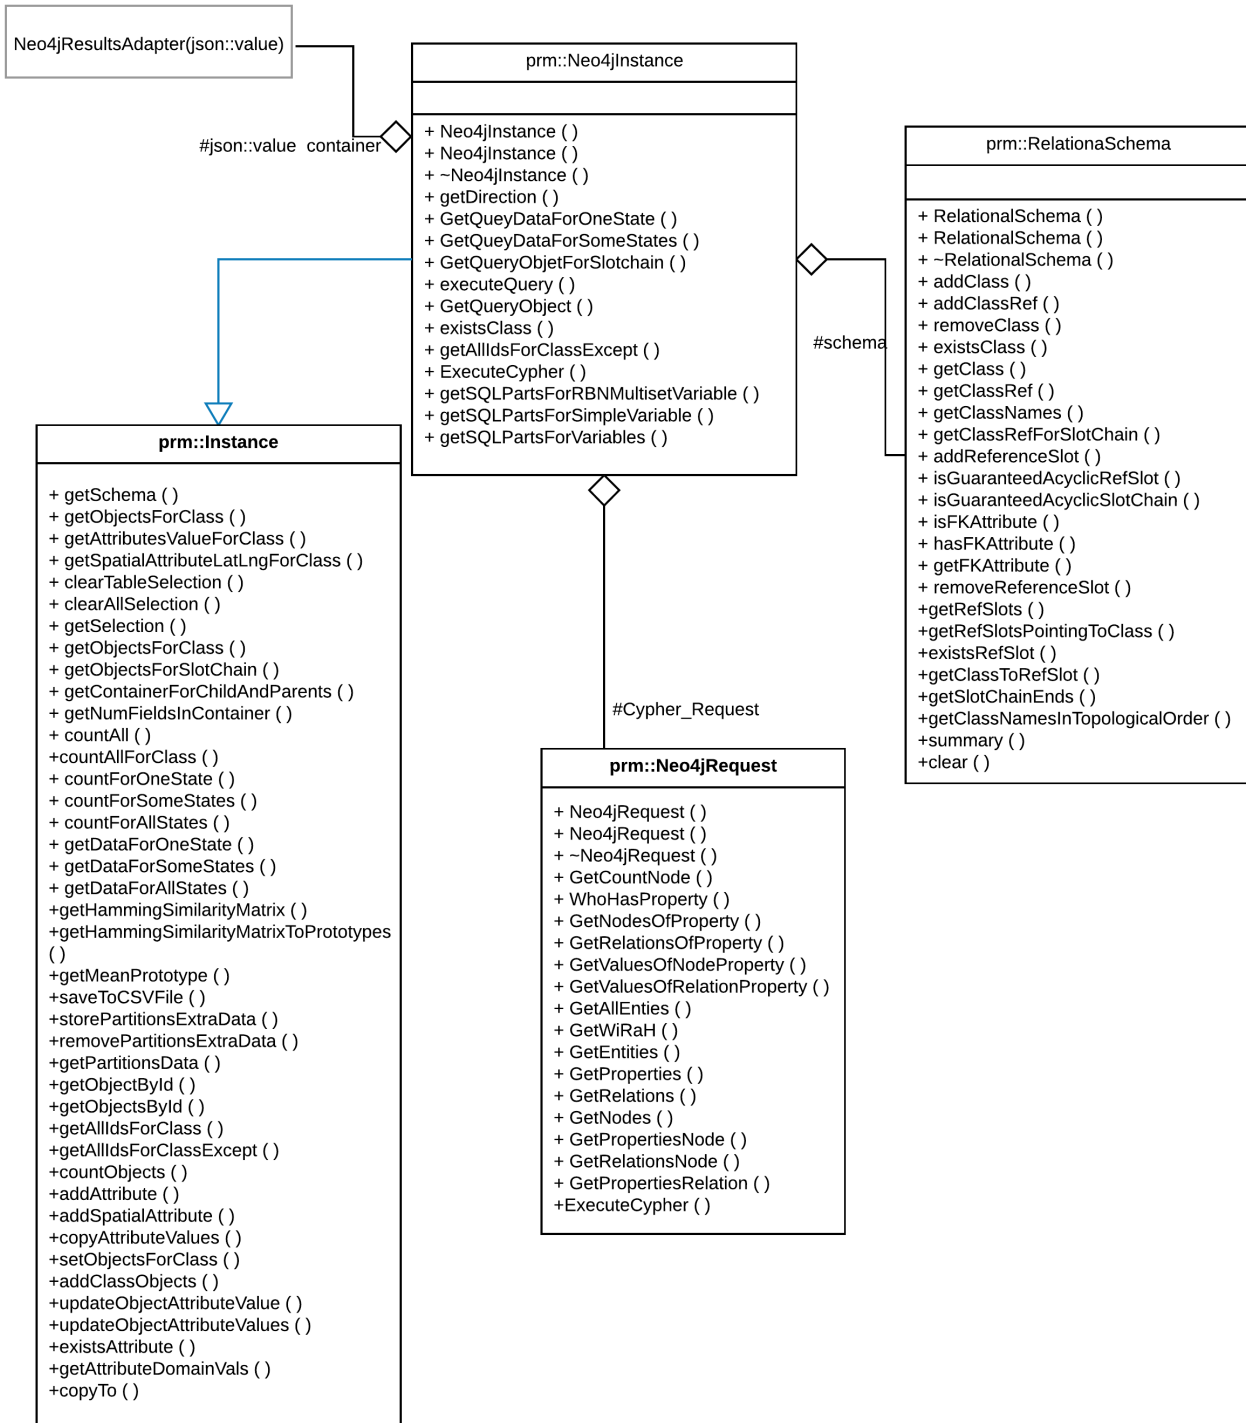 Neo4jResultsAdapter(json::value)
#json::value  container
prm::Neo4jInstance
+ Neo4jInstance ( )
+ Neo4jInstance ( )
+ ~Neo4jInstance ( )
+ getDirection ( )
+ GetQueyDataForOneState ( )
+ GetQueyDataForSomeStates ( )
+ GetQueryObjetForSlotchain ( )
+ executeQuery ( )
+ GetQueryObject ( )
+ existsClass ( )
+ getAllIdsForClassExcept ( )
+ ExecuteCypher ( )
+ getSQLPartsForRBNMultisetVariable ( )
+ getSQLPartsForSimpleVariable ( )
+ getSQLPartsForVariables ( )
#schema
prm::RelationaSchema
+ RelationalSchema ( )
+ RelationalSchema ( )
+ ~RelationalSchema ( )
+ addClass ( )
+ addClassRef ( )
+ removeClass ( )
+ existsClass ( )
+ getClass ( )
+ getClassRef ( )
+ getClassNames ( )
+ getClassRefForSlotChain ( )
+ addReferenceSlot ( )
+ isGuaranteedAcyclicRefSlot ( )
+ isGuaranteedAcyclicSlotChain ( )
+ isFKAttribute ( )
+ hasFKAttribute ( )
+ getFKAttribute ( )
+ removeReferenceSlot ( )
+getRefSlots ( )
+getRefSlotsPointingToClass ( )
+existsRefSlot ( )
+getClassToRefSlot ( )
+getSlotChainEnds ( )
+getClassNamesInTopologicalOrder ( )
+summary ( )
+clear ( )
prm::Instance
+ getSchema ( )
+ getObjectsForClass ( )
+ getAttributesValueForClass ( )
+ getSpatialAttributeLatLngForClass ( )
+ clearTableSelection ( )
+ clearAllSelection ( )
+ getSelection ( )
+ getObjectsForClass ( )
+ getObjectsForSlotChain ( )
+ getContainerForChildAndParents ( )
+ getNumFieldsInContainer ( )
+ countAll ( )
+countAllForClass ( )
+ countForOneState ( )
+ countForSomeStates ( )
+ countForAllStates ( )
+ getDataForOneState ( )
+ getDataForSomeStates ( )
+ getDataForAllStates ( )
+getHammingSimilarityMatrix ( )
+getHammingSimilarityMatrixToPrototypes
( )
+getMeanPrototype ( )
+saveToCSVFile ( )
+storePartitionsExtraData ( )
+removePartitionsExtraData ( )
+getPartitionsData ( )
+getObjectById ( )
+getObjectsById ( )
+getAllIdsForClass ( )
+getAllIdsForClassExcept ( )
+countObjects ( )
+addAttribute ( )
+addSpatialAttribute ( )
+copyAttributeValues ( )
+setObjectsForClass ( )
+addClassObjects ( )
+updateObjectAttributeValue ( )
+updateObjectAttributeValues ( )
+existsAttribute ( )
+getAttributeDomainVals ( )
+copyTo ( )
#Cypher_Request
prm::Neo4jRequest
+ Neo4jRequest ( )
+ Neo4jRequest ( )
+ ~Neo4jRequest ( )
+ GetCountNode ( )
+ WhoHasProperty ( )
+ GetNodesOfProperty ( )
+ GetRelationsOfProperty ( )
+ GetValuesOfNodeProperty ( )
+ GetValuesOfRelationProperty ( )
+ GetAllEnties ( )
+ GetWiRaH ( )
+ GetEntities ( )
+ GetProperties ( )
+ GetRelations ( )
+ GetNodes ( )
+ GetPropertiesNode ( )
+ GetRelationsNode ( )
+ GetPropertiesRelation ( )
+ExecuteCypher ( )